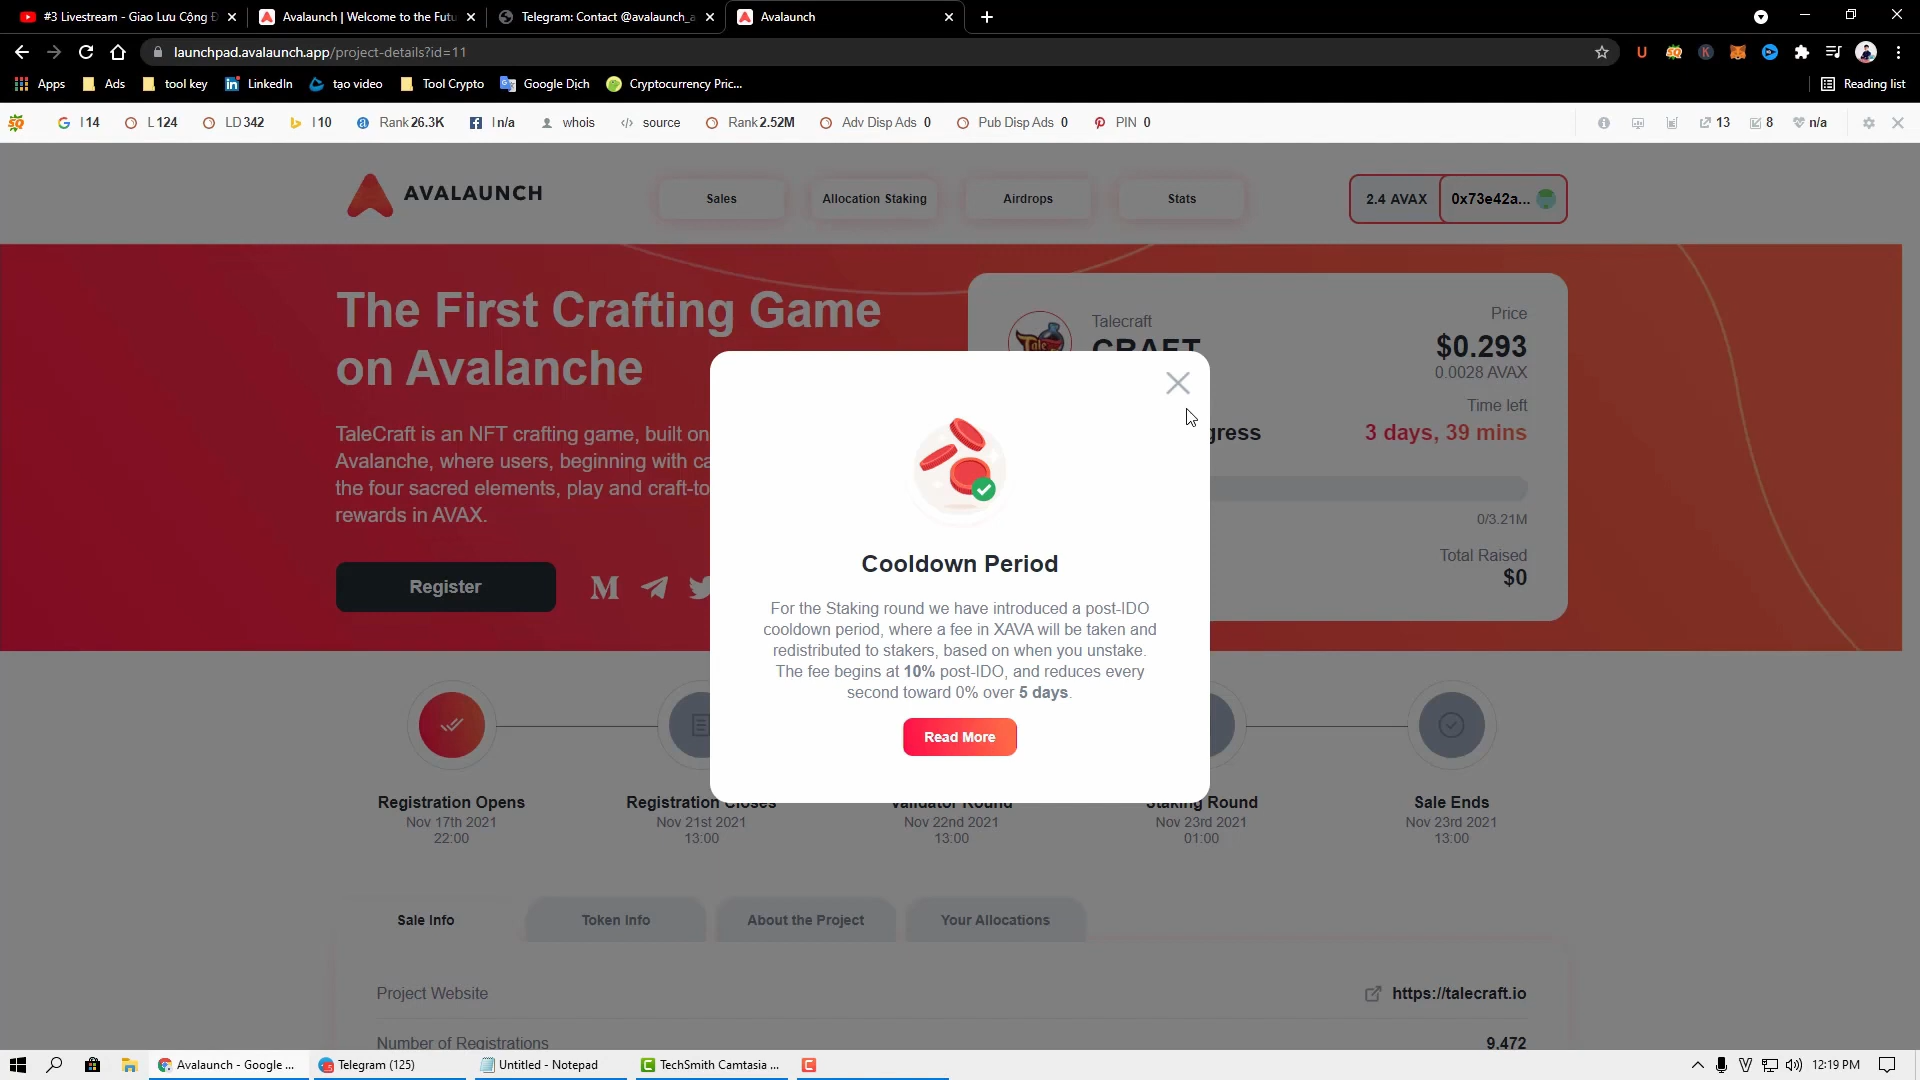 #3 Livestream - Giao Lưu Cộng Đ
Avalaunch | Welcome to the Futu
Telegram: Contact @avalaunch_a
Avalaunch
launchpad.avalaunch.app/project-details?id=11
Apps
Ads
tool key
LinkedIn
tạo video
Tool Crypto
Google Dịch
Cryptocurrency Pric...
Reading list
I 14
L 124
LD 342
I 10
Rank 26.3K
I n/a
whois
source
Rank 2.52M
Adv Disp Ads 0
Pub Disp Ads 0
PIN 0
13
8
n/a
AVALAUNCH
Sales
Allocation Staking
Airdrops
Stats
2.4 AVAX
0x73e42a...
The First Crafting Game
on Avalanche
TaleCraft is an NFT crafting game, built on
Avalanche, where users, beginning with ca
the four sacred elements, play and craft-to
rewards in AVAX.
Register
Talecraft
CRAFT
Price
$0.293
0.0028 AVAX
Time left
gress
3 days, 39 mins
0/3.21M
Total Raised
$0
Cooldown Period
For the Staking round we have introduced a post-IDO
cooldown period, where a fee in XAVA will be taken and
redistributed to stakers, based on when you unstake.
The fee begins at 10% post-IDO, and reduces every
second toward 0% over 5 days.
Read More
Registration Opens
Nov 17th 2021
22:00
Registration Closes
Nov 21st 2021
13:00
Validator Round
Nov 22nd 2021
13:00
Staking Round
Nov 23rd 2021
01:00
Sale Ends
Nov 23rd 2021
13:00
Sale Info
Token Info
About the Project
Your Allocations
Project Website
https://talecraft.io
Number of Registrations
9,472
Avalaunch - Google ...
Telegram (125)
Untitled - Notepad
TechSmith Camtasia ...
12:19 PM